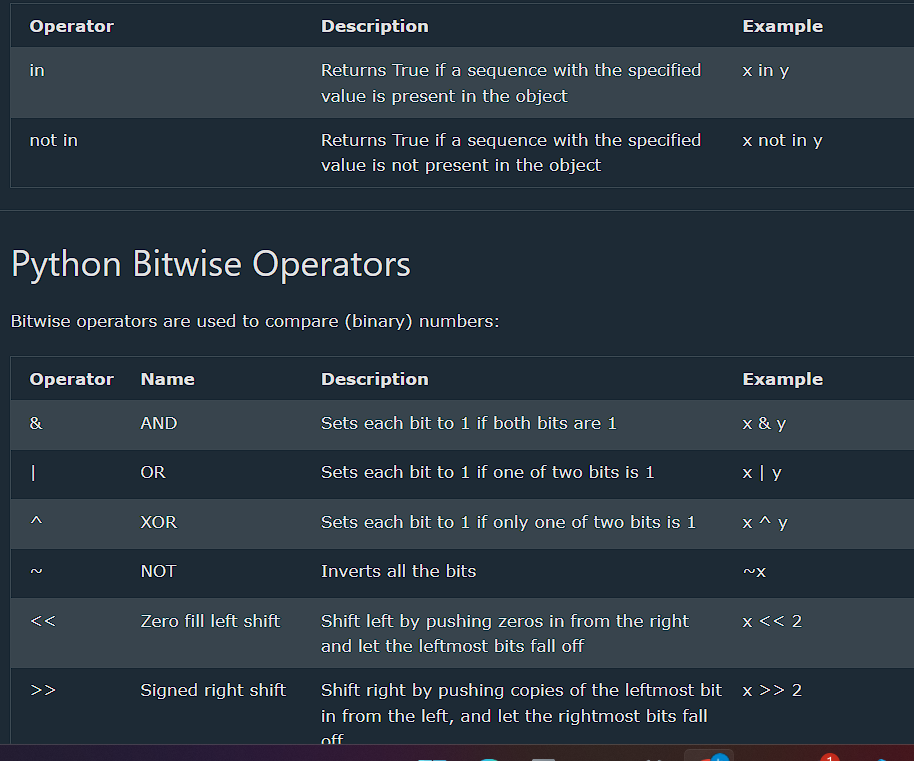 Operator Description Example
in Returns True if a sequence with the specified x in y
value is present in the object
not in Returns True if a sequence with the specified x not in y
value is not present in the object
Python Bitwise Operators
Bitwise operators are used to compare (binary) numbers:
Operator Name Description Example
& AND Sets each bit to 1 if both bits are 1 x & y
| OR Sets each bit to 1 if one of two bits is 1 x | y
^ XOR Sets each bit to 1 if only one of two bits is 1 x ^ y
~ NOT Inverts all the bits ~x
<< Zero fill left shift Shift left by pushing zeros in from the right x << 2
and let the leftmost bits fall off
>> Signed right shift Shift right by pushing copies of the leftmost bit x >> 2
in from the left, and let the rightmost bits fall
off
1